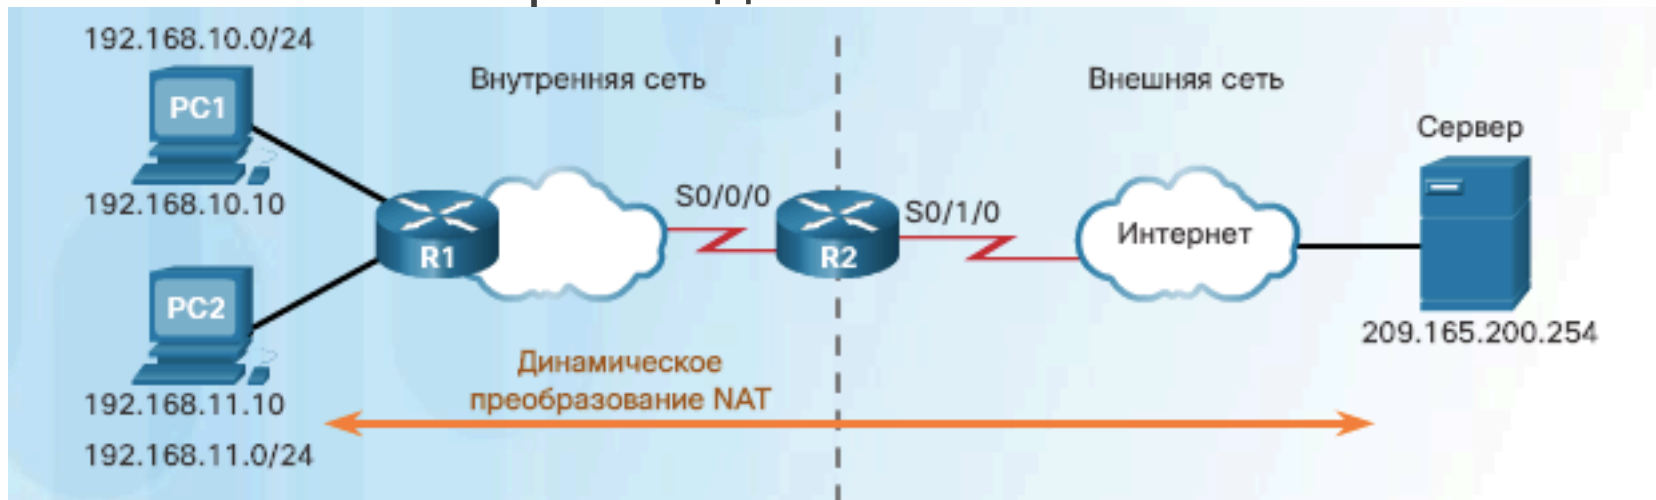 192.168.10.0/24
PC1
192.168.10.10
Внутренняя сеть
Внешняя сеть
Сервер
S0/0/0
S0/1/0
R1
R2
Интернет
209.165.200.254
PC2
192.168.11.10
192.168.11.0/24
Динамическое
преобразование NAT